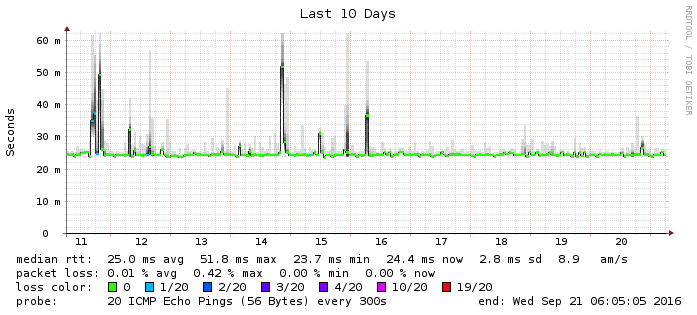 Last 10 Days
RRDTOOL / TOBI OETIKER
Seconds
60 m
50 m
40 m
30 m
20 m
10 m
0
11 12 13 14 15 16 17 18 19 20
median rtt: 25.0 ms avg 51.8 ms max 23.7 ms min 24.4 ms now 2.8 ms sd 8.9 am/s
packet loss: 0.01 % avg 0.42 % max 0.00 % min 0.00 % now
loss color: 0 1/20 2/20 3/20 4/20 10/20 19/20
probe: 20 ICMP Echo Pings (56 Bytes) every 300s end: Wed Sep 21 06:05:05 2016